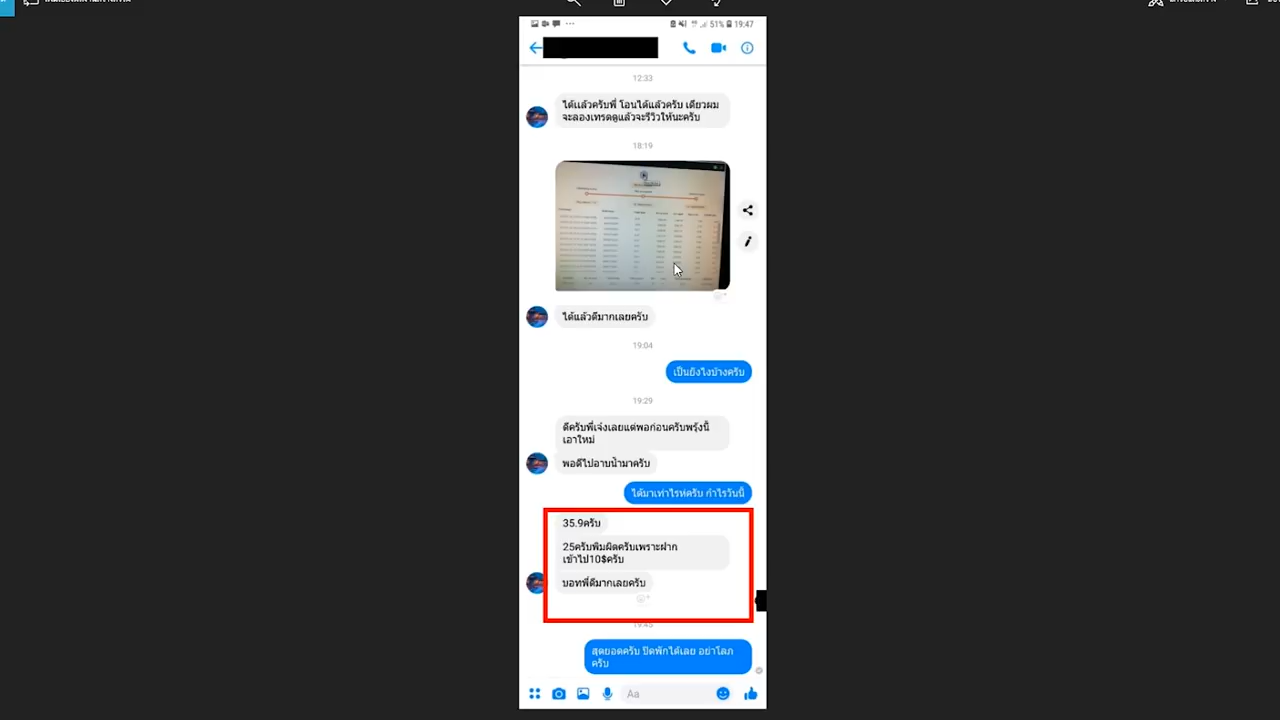 51% 19:47
12:33
ได้แล้วครับพี่ โอนได้แล้วครับ เดียวผม
จะลองเทรดดูแล้วจะรีวิวให้นะครับ
18:19
ได้แล้วดีมากเลยครับ
19:04
เป็นยังไงบ้างครับ
19:29
ดีครับพี่เจ๋งเลยแต่พอก่อนครับพรุ้งนี้
เอาใหม่
พอดีไปอาบน้ำมาครับ
ได้มาเท่าไรห่ครับ กำไรวันนี้
35.9ครับ
25ครับพิมผิดครับเพราะฝาก
เข้าไป10$ครับ
บอทพี่ดีมากเลยครับ
19:45
สุดยอดครับ ปิดพักได้เลย อย่าโลภ
ครับ
Aa